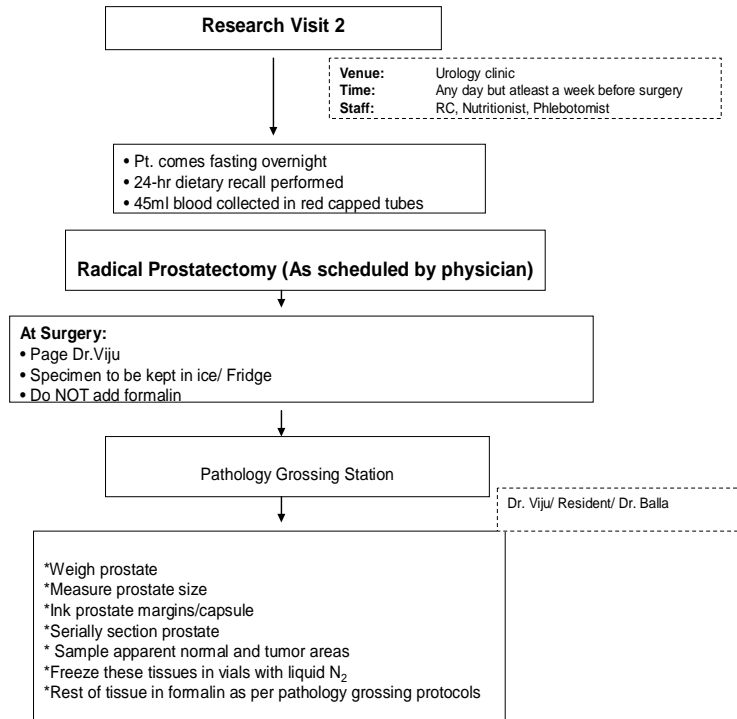 Research Visit 2
Venue: Urology clinic
Time: Any day but atleast a week before surgery
Staff: RC, Nutritionist, Phlebotomist
• Pt. comes fasting overnight
• 24-hr dietary recall performed
• 45ml blood collected in red capped tubes
Radical Prostatectomy (As scheduled by physician)
At Surgery:
• Page Dr.Viju
• Specimen to be kept in ice/ Fridge
• Do NOT add formalin
Pathology Grossing Station
Dr. Viju/ Resident/ Dr. Balla
*Weigh prostate
*Measure prostate size
*Ink prostate margins/capsule
*Serially section prostate
* Sample apparent normal and tumor areas
*Freeze these tissues in vials with liquid N₂
*Rest of tissue in formalin as per pathology grossing protocols